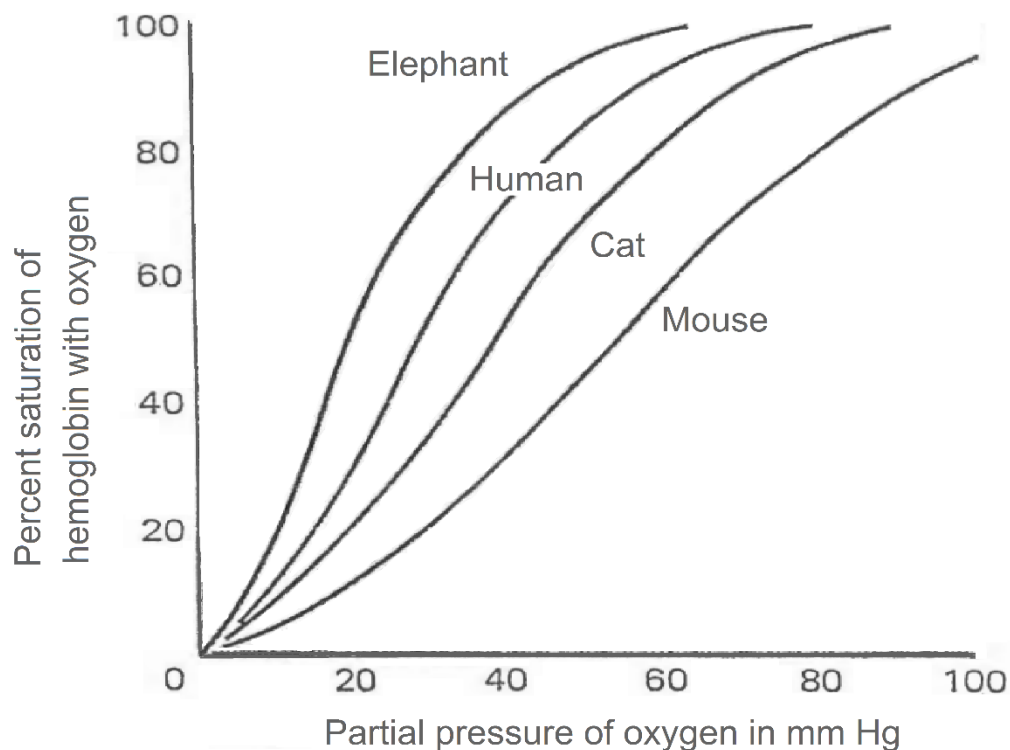 100
80
60
40
20
0
20
40
60
80
100
Elephant
Human
Cat
Mouse
Percent saturation of
hemoglobin with oxygen
Partial pressure of oxygen in mm Hg